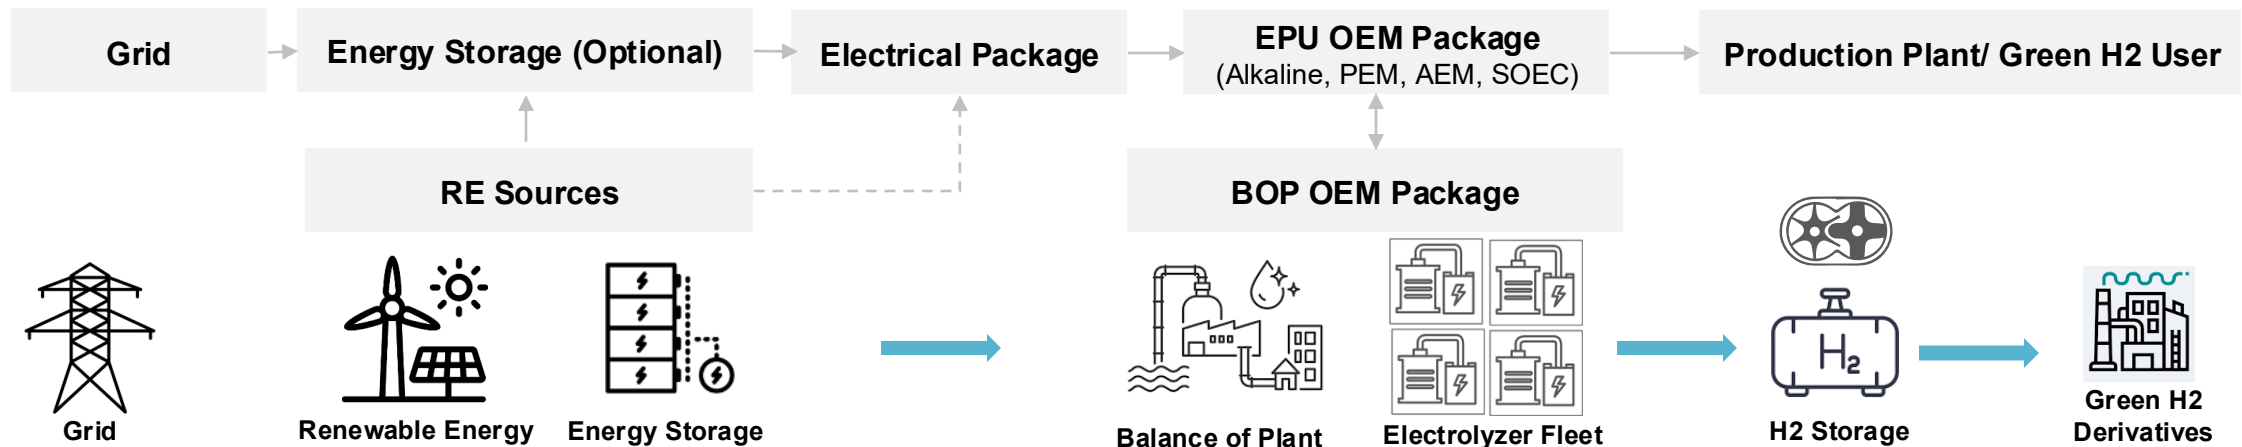 Grid
Energy Storage (Optional)
Electrical Package
EPU OEM Package
(Alkaline, PEM, AEM, SOEC)
Production Plant/ Green H2 User
RE Sources
BOP OEM Package
Grid
Renewable Energy
Energy Storage
Balance of Plant
Electrolyzer Fleet
H2
H2 Storage
Green H2
Derivatives